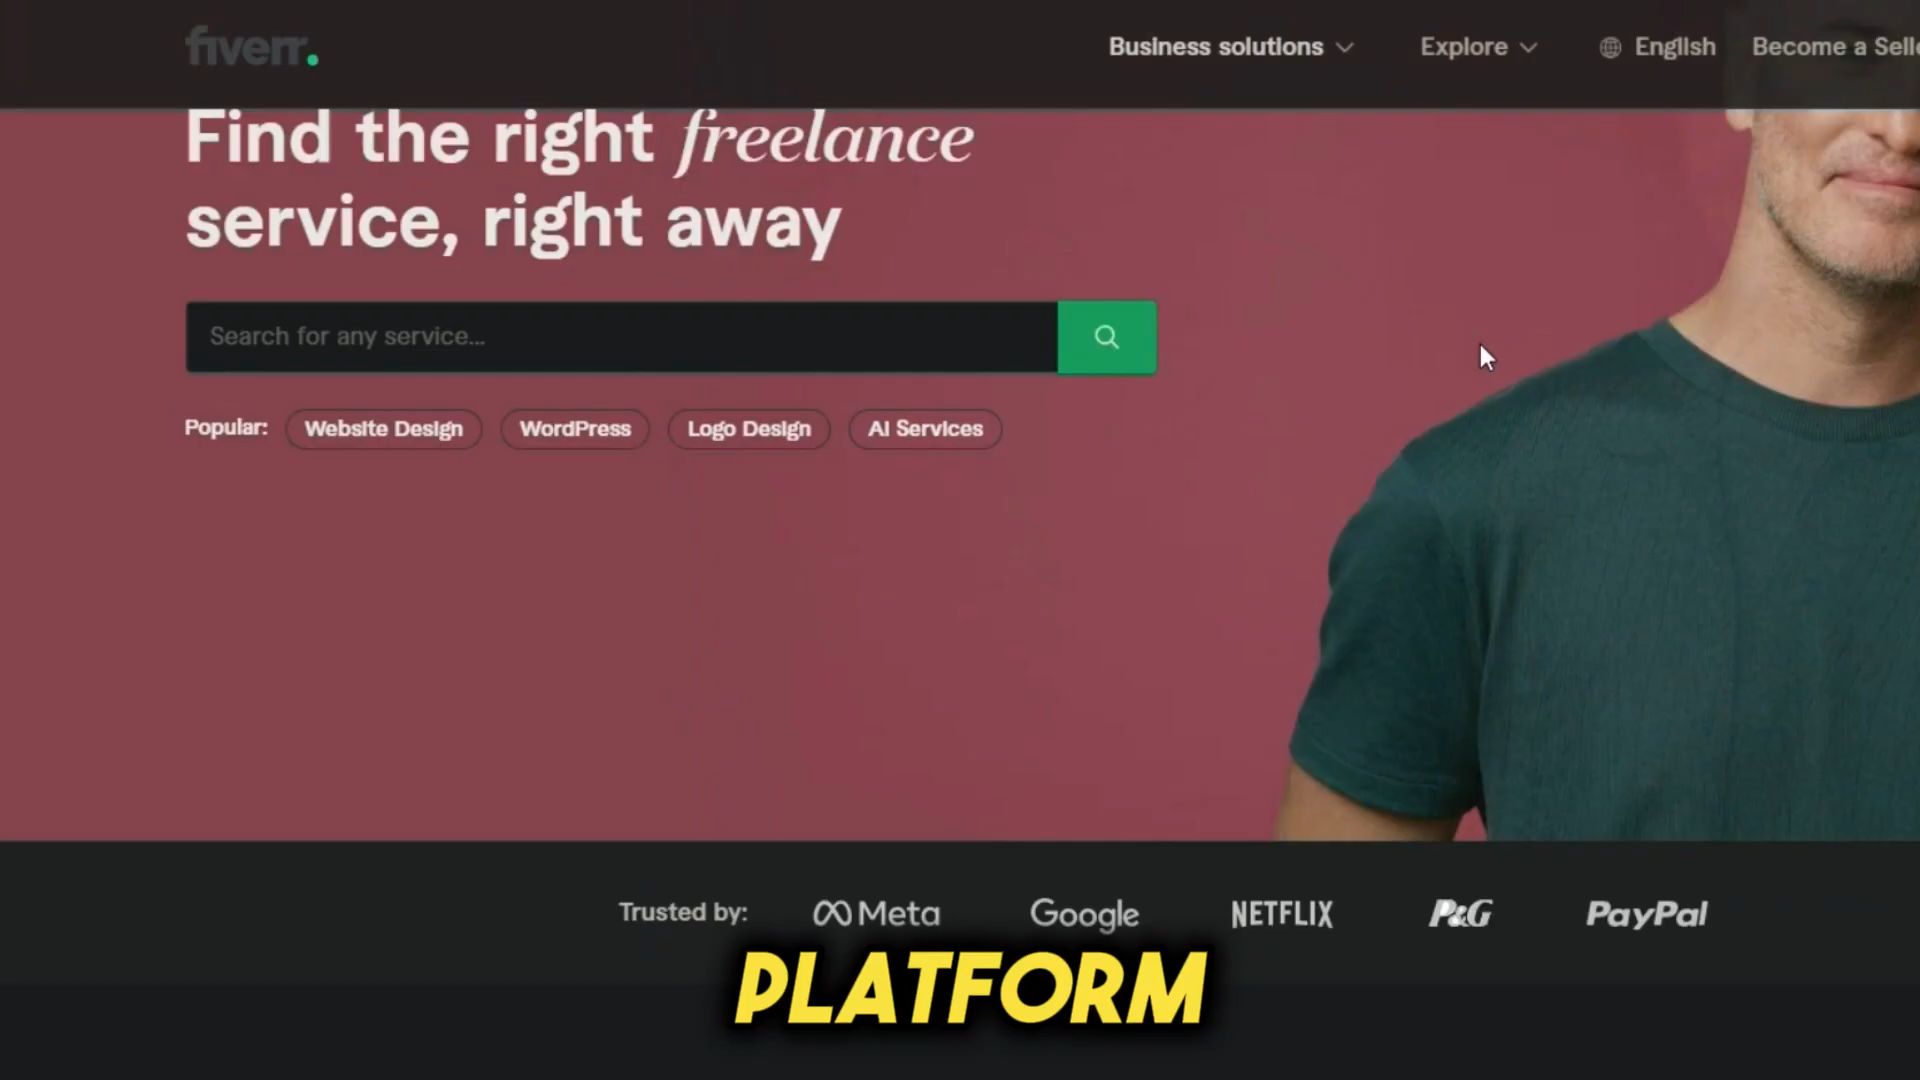 fiverr.
Business solutions
Explore
English
Become a Selle
Find the right freelance
service, right away
Search for any service...
Popular:
Website Design
WordPress
Logo Design
AI Services
Trusted by:
Meta
Google
NETFLIX
P&G
PayPal
PLATFORM